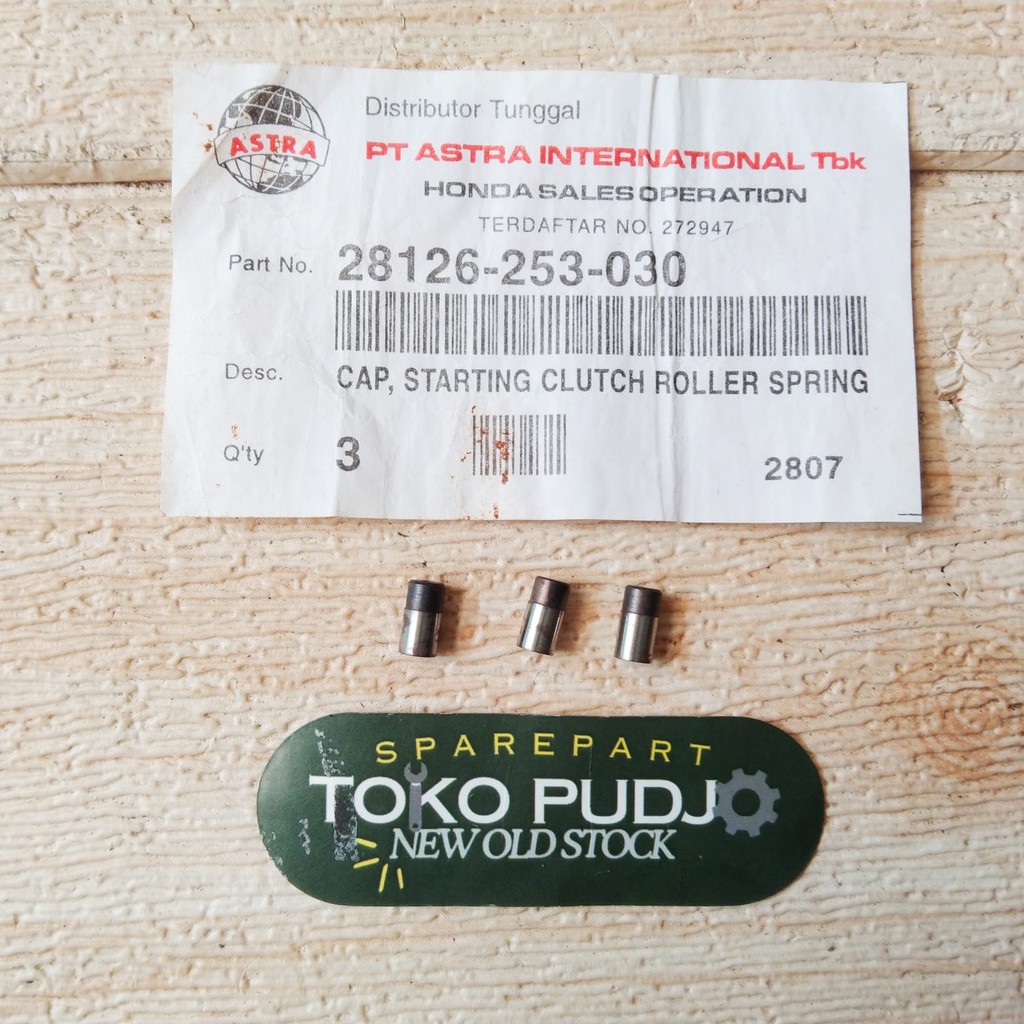 ASTRA
Distributor Tunggal
PT ASTRA INTERNATIONAL Tbk
HONDA SALES OPERATION
TERDAFTAR NO. 272947
Part No. 28126-253-030
Desc. CAP, STARTING CLUTCH ROLLER SPRING
Q'ty 3 2807
SPAREPART
TOKO PUDJO
NEW OLD STOCK